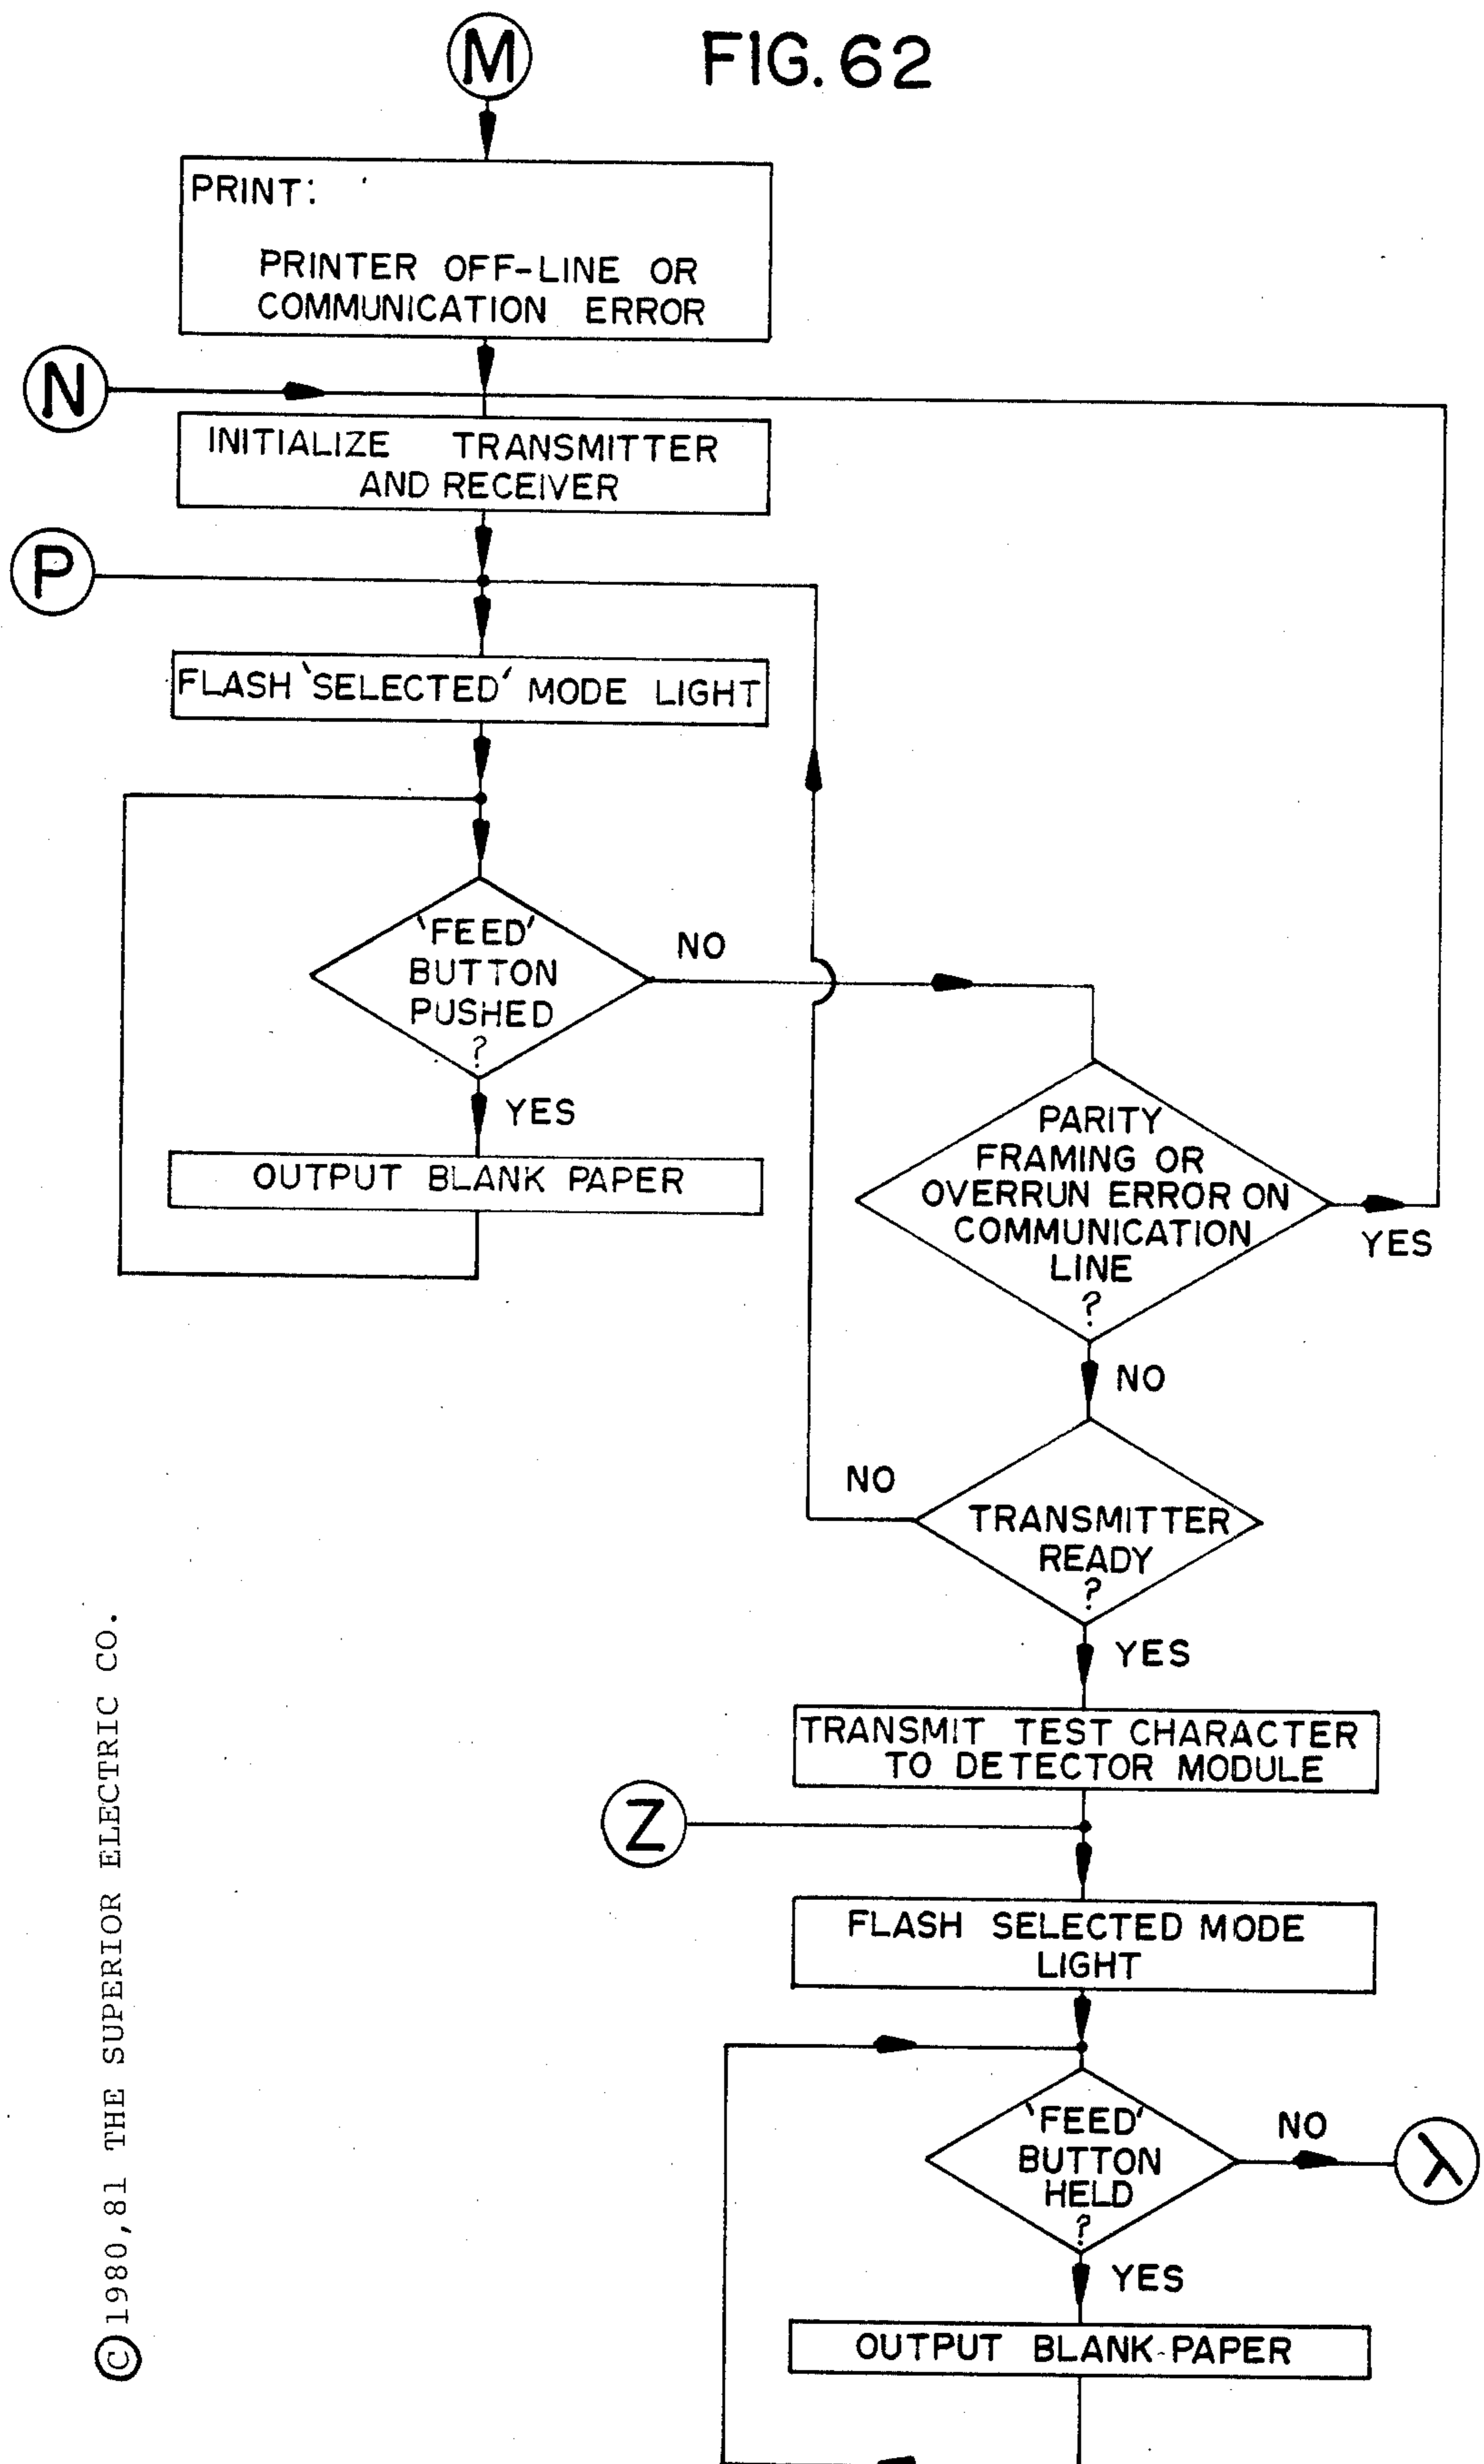 M
FIG. 62
PRINT:
PRINTER OFF-LINE OR
COMMUNICATION ERROR
N
INITIALIZE TRANSMITTER
AND RECEIVER
P
FLASH 'SELECTED' MODE LIGHT
'FEED'
BUTTON
PUSHED
?
NO
YES
OUTPUT BLANK PAPER
PARITY
FRAMING OR
OVERRUN ERROR ON
COMMUNICATION
LINE
?
YES
NO
TRANSMITTER
READY
?
NO
YES
TRANSMIT TEST CHARACTER
TO DETECTOR MODULE
Z
FLASH SELECTED MODE
LIGHT
'FEED'
BUTTON
HELD
?
NO
λ
YES
OUTPUT BLANK PAPER
© 1980,81 THE SUPERIOR ELECTRIC CO.